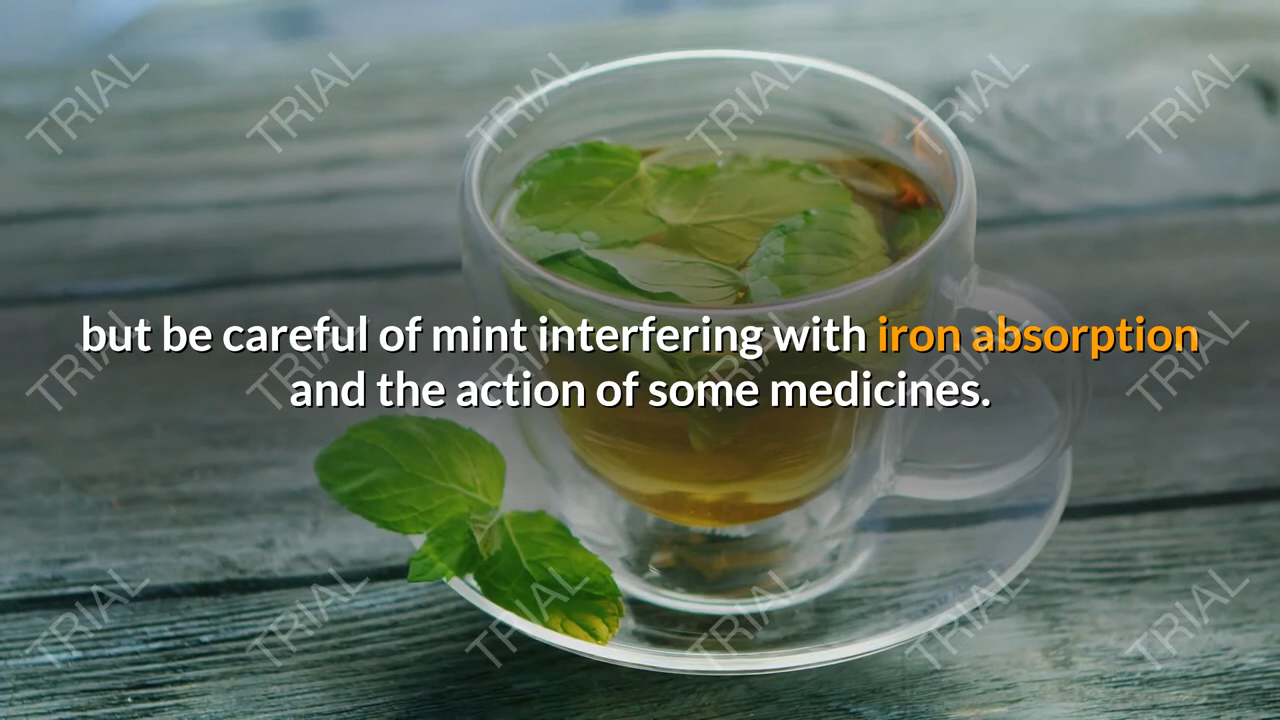 TRIAL TRIAL TRIAL TRIAL TRIAL TRIAL
but be careful of mint interfering with iron absorption
and the action of some medicines.
TRIAL TRIAL TRIAL TRIAL TRIAL TRIAL
TRIAL TRIAL TRIAL TRIAL TRIAL TRIAL